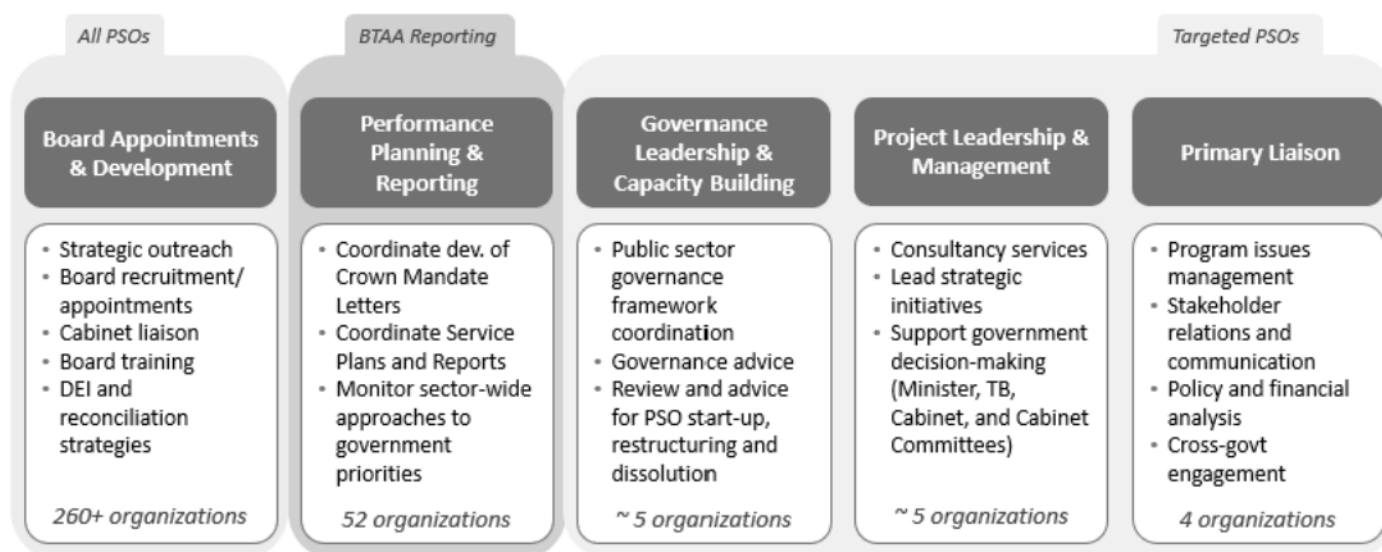 All PSOs
BTAA Reporting
Targeted PSOs
Board Appointments
& Development
• Strategic outreach
• Board recruitment/
appointments
• Cabinet liaison
• Board training
• DEI and
reconciliation
strategies
260+ organizations
Performance
Planning &
Reporting
• Coordinate dev. of
Crown Mandate
Letters
• Coordinate Service
Plans and Reports
• Monitor sector-wide
approaches to
government
priorities
52 organizations
Governance
Leadership &
Capacity Building
• Public sector
governance
framework
coordination
• Governance advice
• Review and advice
for PSO start-up,
restructuring and
dissolution
~ 5 organizations
Project Leadership &
Management
• Consultancy services
• Lead strategic
initiatives
• Support government
decision-making
(Minister, TB,
Cabinet, and Cabinet
Committees)
~ 5 organizations
Primary Liaison
• Program issues
management
• Stakeholder
relations and
communication
• Policy and financial
analysis
• Cross-govt
engagement
4 organizations